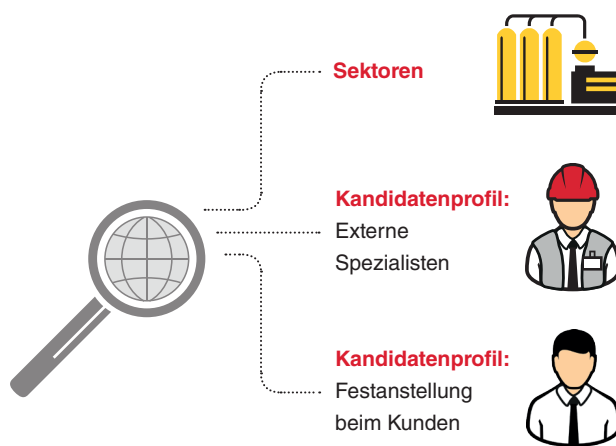 Sektoren
Kandidatenprofil:
Externe
Spezialisten
Kandidatenprofil:
Festanstellung
beim Kunden